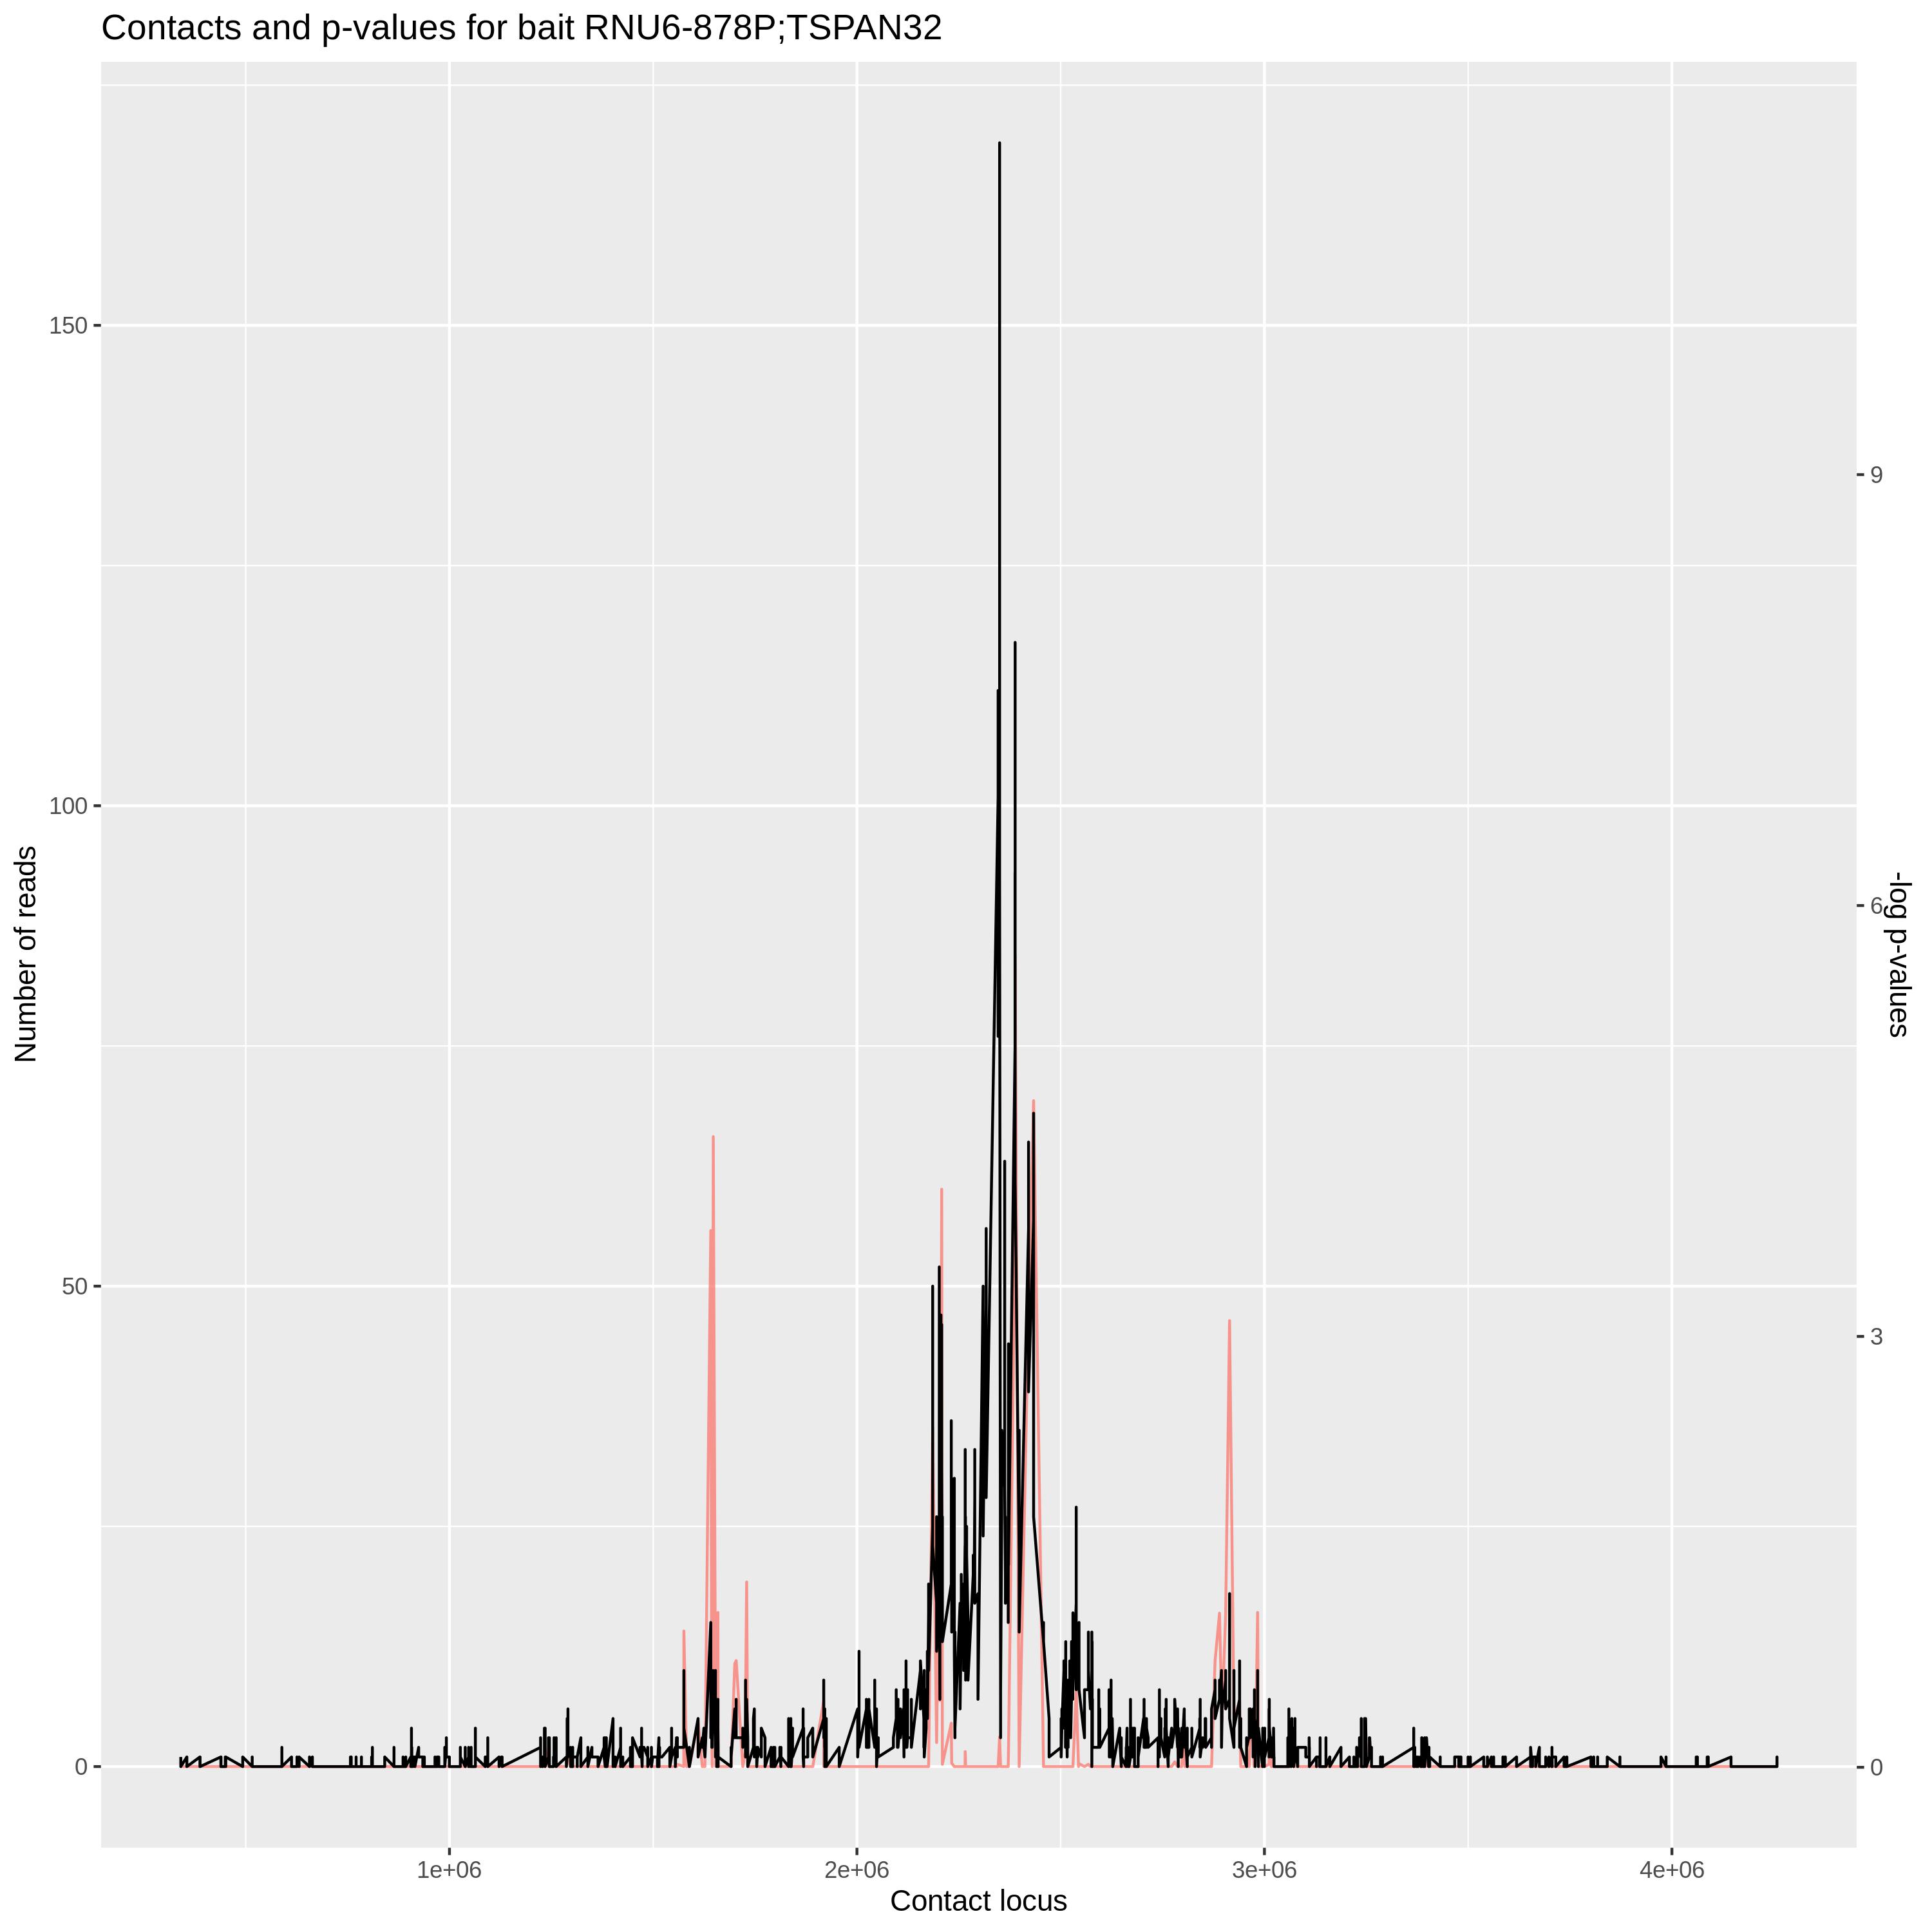 Contacts and p-values for bait RNU6-878P;TSPAN32
150
100
50
0
Number of reads
9
6
3
0
-log p-values
1e+06
2e+06
3e+06
4e+06
Contact locus